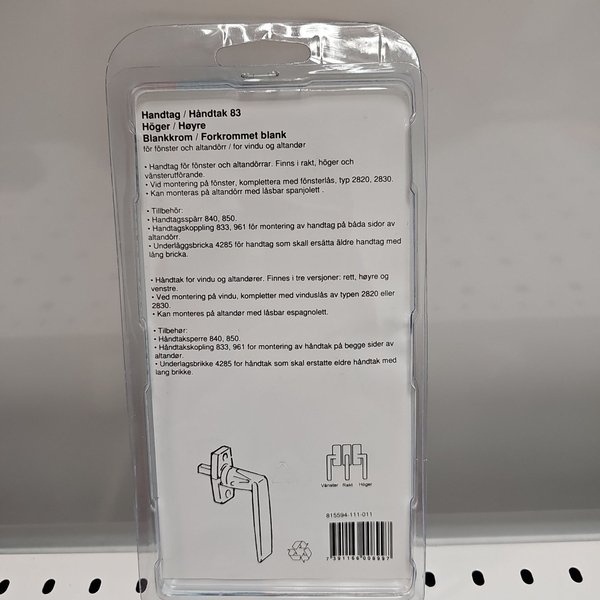 Handtag / Håndtak 83
Höger / Høyre
Blankkrom / Forkrommet blank
för fönster och altandörr / for vindu og altandør
• Handtag för fönster och altandörrar. Finns i rakt, höger och
vänsterutförande.
• Vid montering på fönster, komplettera med fönsterlås, typ 2820, 2830.
• Kan monteras på altandörr med låsbar spanjolett .
• Tillbehör:
• Handtagsspärr 840, 850.
• Handtagskoppling 833, 961 för montering av handtag på båda sidor av
altandörr.
• Underläggsbricka 4285 för handtag som skall ersätta äldre handtag med
lång bricka.
• Håndtak for vindu og altandører. Finnes i tre versjoner: rett, høyre og
venstre.
• Ved montering på vindu, kompletter med vinduslås av typen 2820 eller
2830.
• Kan monteres på altandør med låsbar espagnolett.
• Tilbehør:
• Håndtaksperre 840, 850.
• Håndtakskopling 833, 961 for montering av håndtak på begge sider av
altandør.
• Underlagsbrikke 4285 for håndtak som skal erstatte eldre håndtak med
lang brikke.
Vänster Rakt Höger
815594-111-011
7 391166 006997